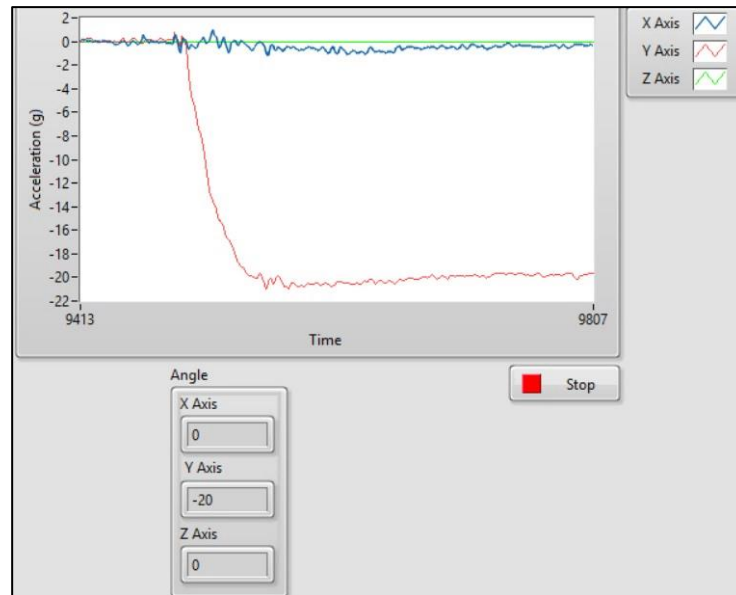 2
0
-2
-4
-6
-8
-10
-12
-14
-16
-18
-20
-22
Acceleration (g)
9413
9807
Time
X Axis
Y Axis
Z Axis
Stop
Angle
X Axis
0
Y Axis
-20
Z Axis
0